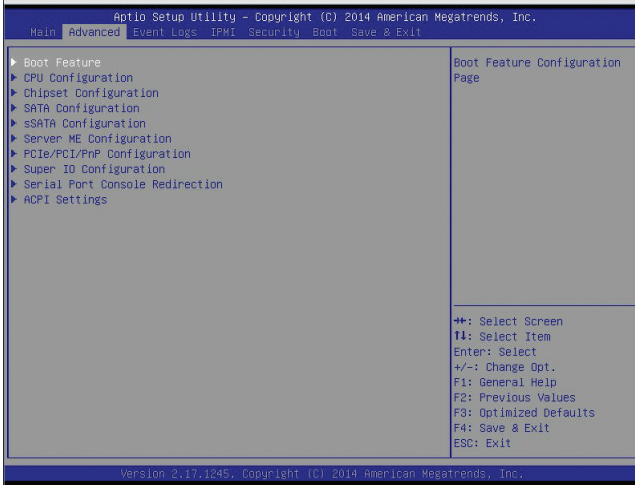 Aptio Setup Utility – Copyright (C) 2014 American Megatrends, Inc.
Main Advanced Event Logs IPMI Security Boot Save & Exit
▶ Boot Feature
▶ CPU Configuration
▶ Chipset Configuration
▶ SATA Configuration
▶ sSATA Configuration
▶ Server ME Configuration
▶ PCIe/PCI/PnP Configuration
▶ Super IO Configuration
▶ Serial Port Console Redirection
▶ ACPI Settings
Boot Feature Configuration
Page
→←: Select Screen
↑↓: Select Item
Enter: Select
+/-: Change Opt.
F1: General Help
F2: Previous Values
F3: Optimized Defaults
F4: Save & Exit
ESC: Exit
Version 2.17.1245. Copyright (C) 2014 American Megatrends, Inc.